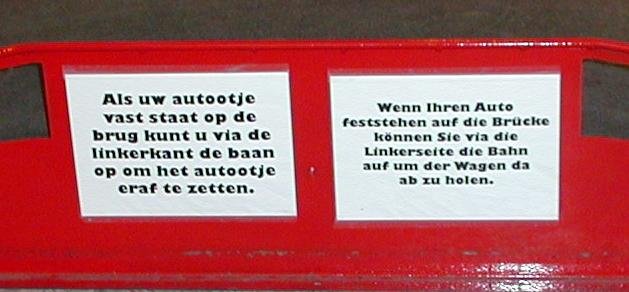 Als uw autootje
vast staat op de
brug kunt u via de
linkerkant de baan
op om het autootje
eraf te zetten.
Wenn Ihren Auto
feststehen auf die Brücke
können Sie via die
Linkerseite die Bahn
auf um der Wagen da
ab zu holen.